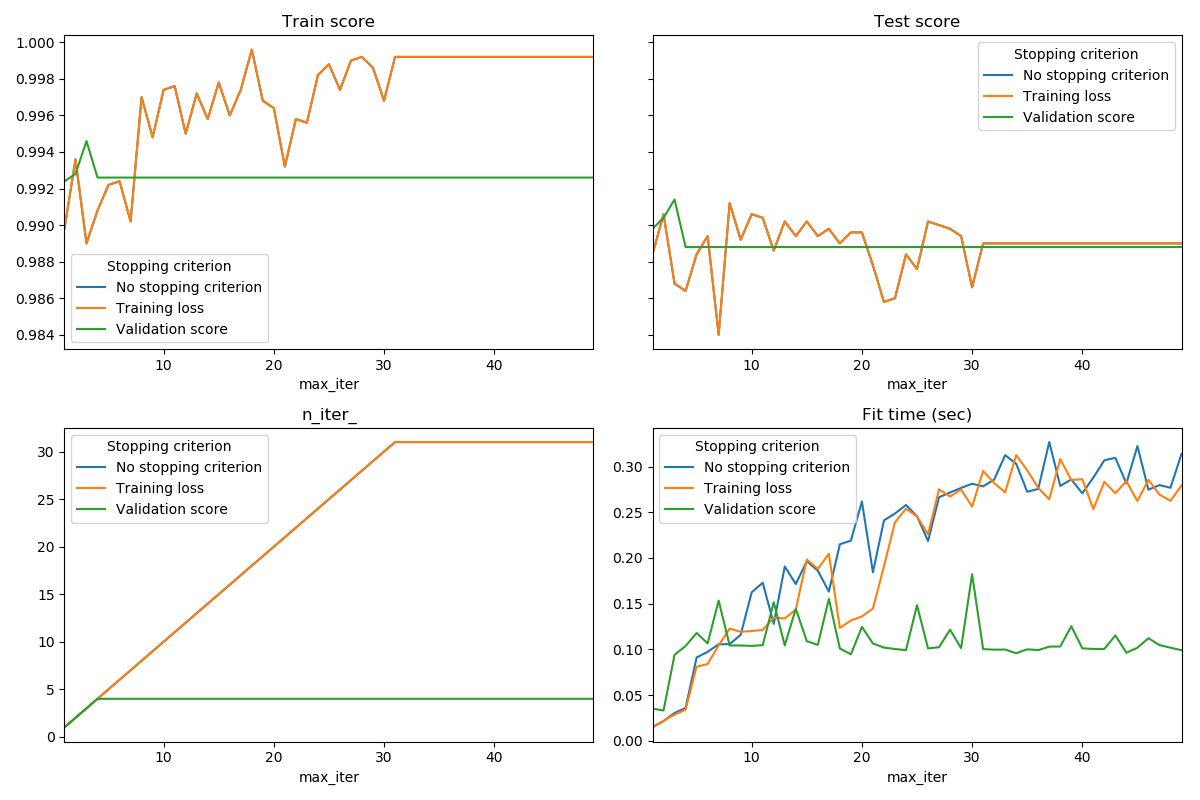 Train score
1.000
0.998
0.996
0.994
0.992
0.990
0.988
0.986
0.984
Stopping criterion
No stopping criterion
Training loss
Validation score
10
20
30
40
max_iter
Test score
Stopping criterion
No stopping criterion
Training loss
Validation score
10
20
30
40
max_iter
n_iter_
30
25
20
15
10
5
0
Stopping criterion
No stopping criterion
Training loss
Validation score
10
20
30
40
max_iter
Fit time (sec)
0.30
0.25
0.20
0.15
0.10
0.05
0.00
Stopping criterion
No stopping criterion
Training loss
Validation score
10
20
30
40
max_iter